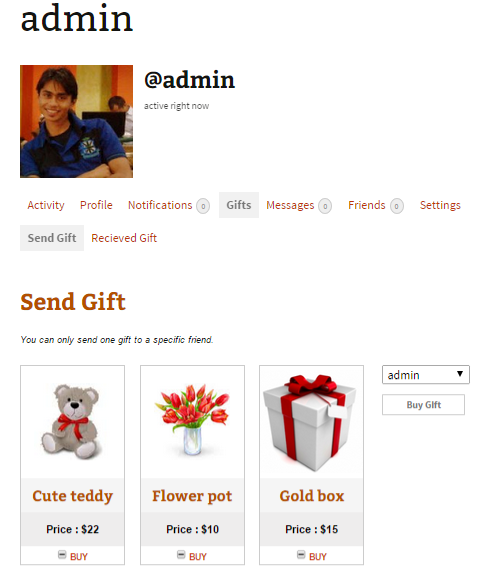 admin
@admin
active right now
Activity Profile Notifications 0 Gifts Messages 0 Friends 0 Settings
Send Gift Recieved Gift
Send Gift
You can only send one gift to a specific friend.
admin
Buy GIft
Cute teddy Flower pot Gold box
Price : $22 Price : $10 Price : $15
BUY BUY BUY